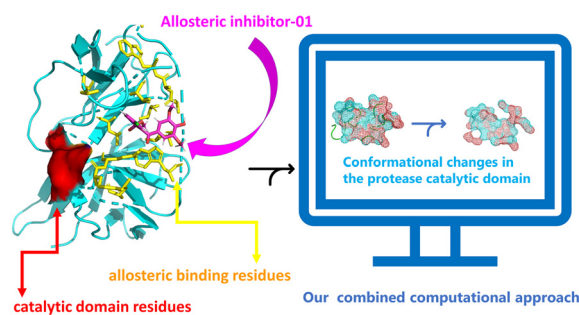 Allosteric inhibitor-01
Conformational changes in
the protease catalytic domain
allosteric binding residues
catalytic domain residues
Our combined computational approach